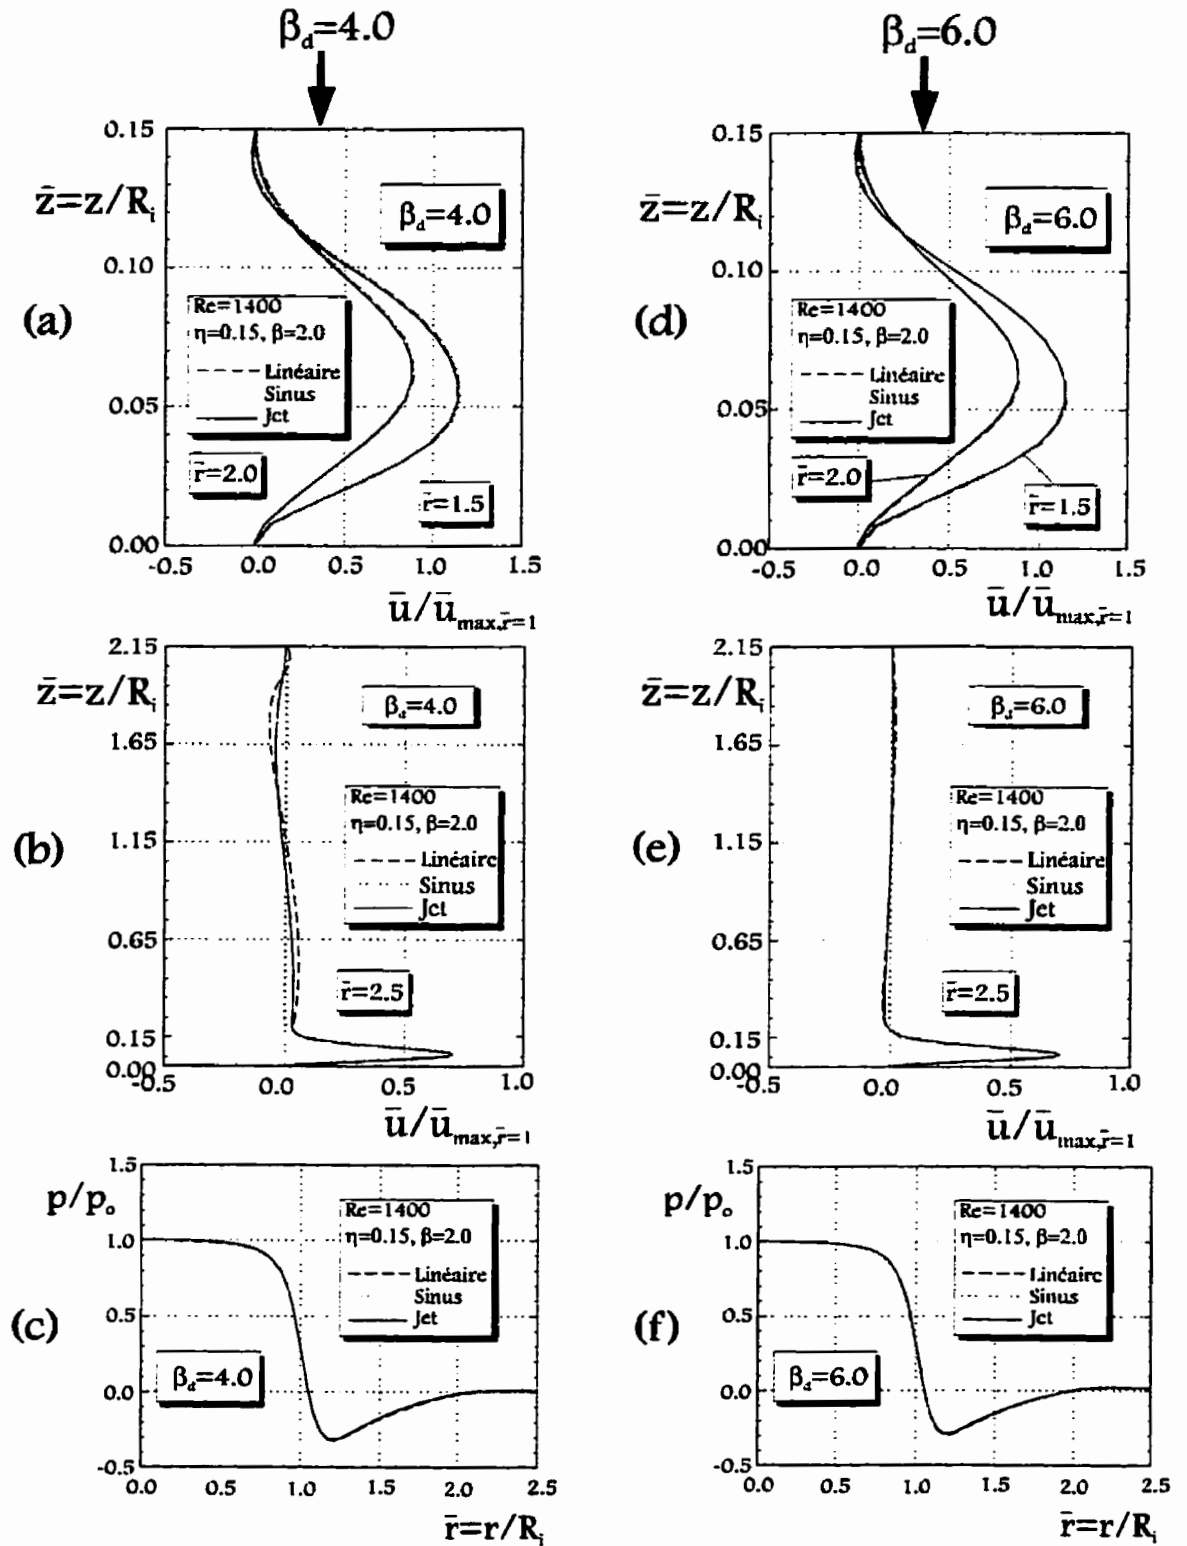 β_d=4.0
β_d=6.0
0.15
z̄=z/R_i
0.10
(a)
0.05
0.00
-0.5 0.0 0.5 1.0 1.5
ū/ū_max,r̄=1
β_d=4.0
Re=1400
η=0.15, β=2.0
Linéaire
Sinus
Jet
r̄=2.0
r̄=1.5
0.15
z̄=z/R_i
0.10
(d)
0.05
0.00
-0.5 0.0 0.5 1.0 1.5
ū/ū_max,r̄=1
β_d=6.0
Re=1400
η=0.15, β=2.0
Linéaire
Sinus
Jet
r̄=2.0
r̄=1.5
2.15
z̄=z/R_i
1.65
1.15
(b)
0.65
0.15
0.00
-0.5 0.0 0.5 1.0
ū/ū_max,r̄=1
β_d=4.0
Re=1400
η=0.15, β=2.0
Linéaire
Sinus
Jet
r̄=2.5
2.15
z̄=z/R_i
1.65
1.15
(e)
0.65
0.15
0.00
-0.5 0.0 0.5 1.0
ū/ū_max,r̄=1
β_d=6.0
Re=1400
η=0.15, β=2.0
Linéaire
Sinus
Jet
r̄=2.5
1.5
p/p_o
1.0
0.5
(c)
0.0
-0.5
0.0 0.5 1.0 1.5 2.0 2.5
r̄=r/R_i
Re=1400
η=0.15, β=2.0
Linéaire
Sinus
Jet
β_d=4.0
1.5
p/p_o
1.0
0.5
(f)
0.0
-0.5
0.0 0.5 1.0 1.5 2.0 2.5
r̄=r/R_i
Re=1400
η=0.15, β=2.0
Linéaire
Sinus
Jet
β_d=6.0